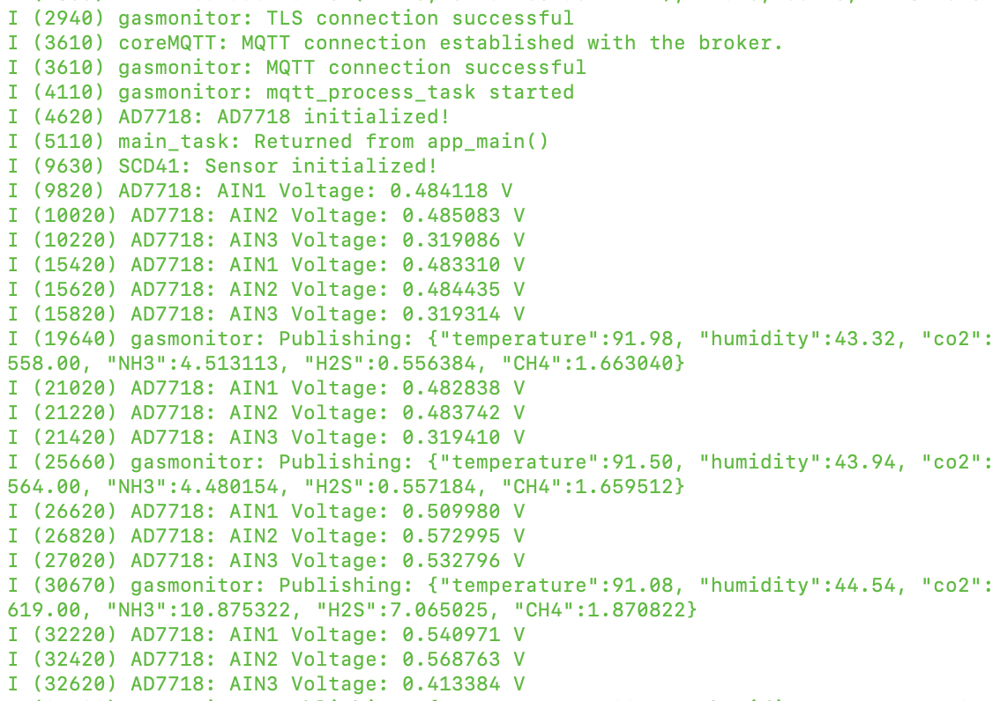 I (2940) gasmonitor: TLS connection successful
I (3610) coreMQTT: MQTT connection established with the broker.
I (3610) gasmonitor: MQTT connection successful
I (4110) gasmonitor: mqtt_process_task started
I (4620) AD7718: AD7718 initialized!
I (5110) main_task: Returned from app_main()
I (9630) SCD41: Sensor initialized!
I (9820) AD7718: AIN1 Voltage: 0.484118 V
I (10020) AD7718: AIN2 Voltage: 0.485083 V
I (10220) AD7718: AIN3 Voltage: 0.319086 V
I (15420) AD7718: AIN1 Voltage: 0.483310 V
I (15620) AD7718: AIN2 Voltage: 0.484435 V
I (15820) AD7718: AIN3 Voltage: 0.319314 V
I (19640) gasmonitor: Publishing: {"temperature":91.98, "humidity":43.32, "co2":
558.00, "NH3":4.513113, "H2S":0.556384, "CH4":1.663040}
I (21020) AD7718: AIN1 Voltage: 0.482838 V
I (21220) AD7718: AIN2 Voltage: 0.483742 V
I (21420) AD7718: AIN3 Voltage: 0.319410 V
I (25660) gasmonitor: Publishing: {"temperature":91.50, "humidity":43.94, "co2":
564.00, "NH3":4.480154, "H2S":0.557184, "CH4":1.659512}
I (26620) AD7718: AIN1 Voltage: 0.509980 V
I (26820) AD7718: AIN2 Voltage: 0.572995 V
I (27020) AD7718: AIN3 Voltage: 0.532796 V
I (30670) gasmonitor: Publishing: {"temperature":91.08, "humidity":44.54, "co2":
619.00, "NH3":10.875322, "H2S":7.065025, "CH4":1.870822}
I (32220) AD7718: AIN1 Voltage: 0.540971 V
I (32420) AD7718: AIN2 Voltage: 0.568763 V
I (32620) AD7718: AIN3 Voltage: 0.413384 V